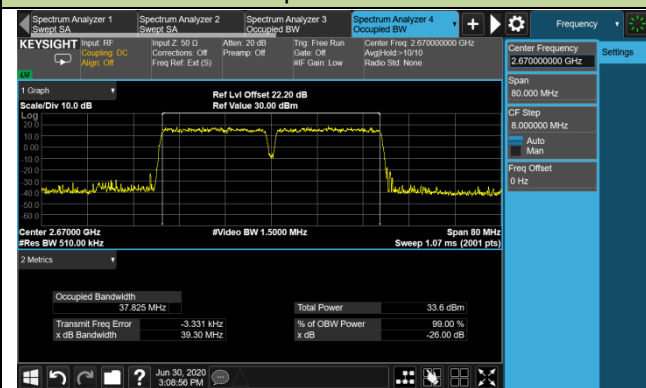 Spectrum Analyzer 1
Swept SA
Spectrum Analyzer 2
Swept SA
Spectrum Analyzer 3
Occupied BW
Spectrum Analyzer 4
Occupied BW
Frequency
KEYSIGHT
Input: RF
Coupling: DC
Align: Off
Input Z: 50 Ω
Corrections: Off
Freq Ref: Ext (S)
Atten: 20 dB
Preamp: Off
Trig: Free Run
Gate: Off
#IF Gain: Low
Center Freq: 2.670000000 GHz
Avg|Hold:>10/10
Radio Std: None
LXI
Center Frequency
2.670000000 GHz
Settings
Span
80.000 MHz
CF Step
8.000000 MHz
Auto
Man
Freq Offset
0 Hz
1 Graph
Scale/Div 10.0 dB
Ref Lvl Offset 22.20 dB
Ref Value 30.00 dBm
Log
20.0
10.0
0.00
-10.0
-20.0
-30.0
-40.0
-50.0
-60.0
Center 2.67000 GHz
#Res BW 510.00 kHz
#Video BW 1.5000 MHz
Span 80 MHz
Sweep 1.07 ms (2001 pts)
2 Metrics
Occupied Bandwidth
37.825 MHz
Total Power 33.6 dBm
Transmit Freq Error -3.331 kHz
% of OBW Power 99.00 %
x dB Bandwidth 39.30 MHz
x dB -26.00 dB
Jun 30, 2020
3:08:56 PM